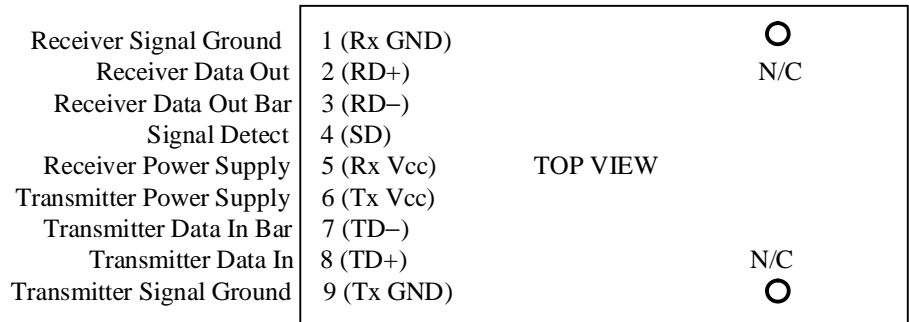 Receiver Signal Ground 1 (Rx GND)
Receiver Data Out 2 (RD+) N/C
Receiver Data Out Bar 3 (RD−)
Signal Detect 4 (SD)
Receiver Power Supply 5 (Rx Vcc) TOP VIEW
Transmitter Power Supply 6 (Tx Vcc)
Transmitter Data In Bar 7 (TD−)
Transmitter Data In 8 (TD+) N/C
Transmitter Signal Ground 9 (Tx GND)